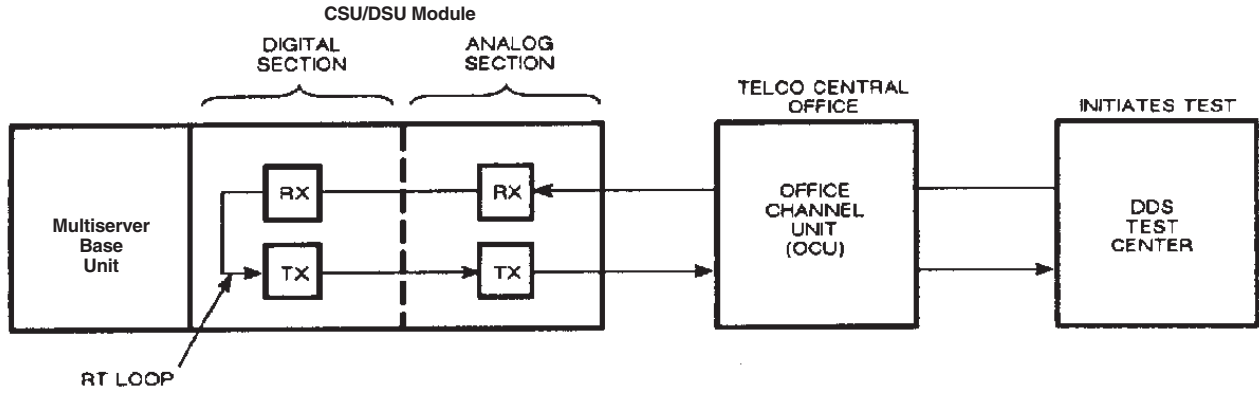 CSU/DSU Module
DIGITAL
SECTION
ANALOG
SECTION
TELCO CENTRAL
OFFICE
INITIATES TEST
Multiserver
Base
Unit
RX
RX
TX
TX
OFFICE
CHANNEL
UNIT
(OCU)
DDS
TEST
CENTER
RT LOOP